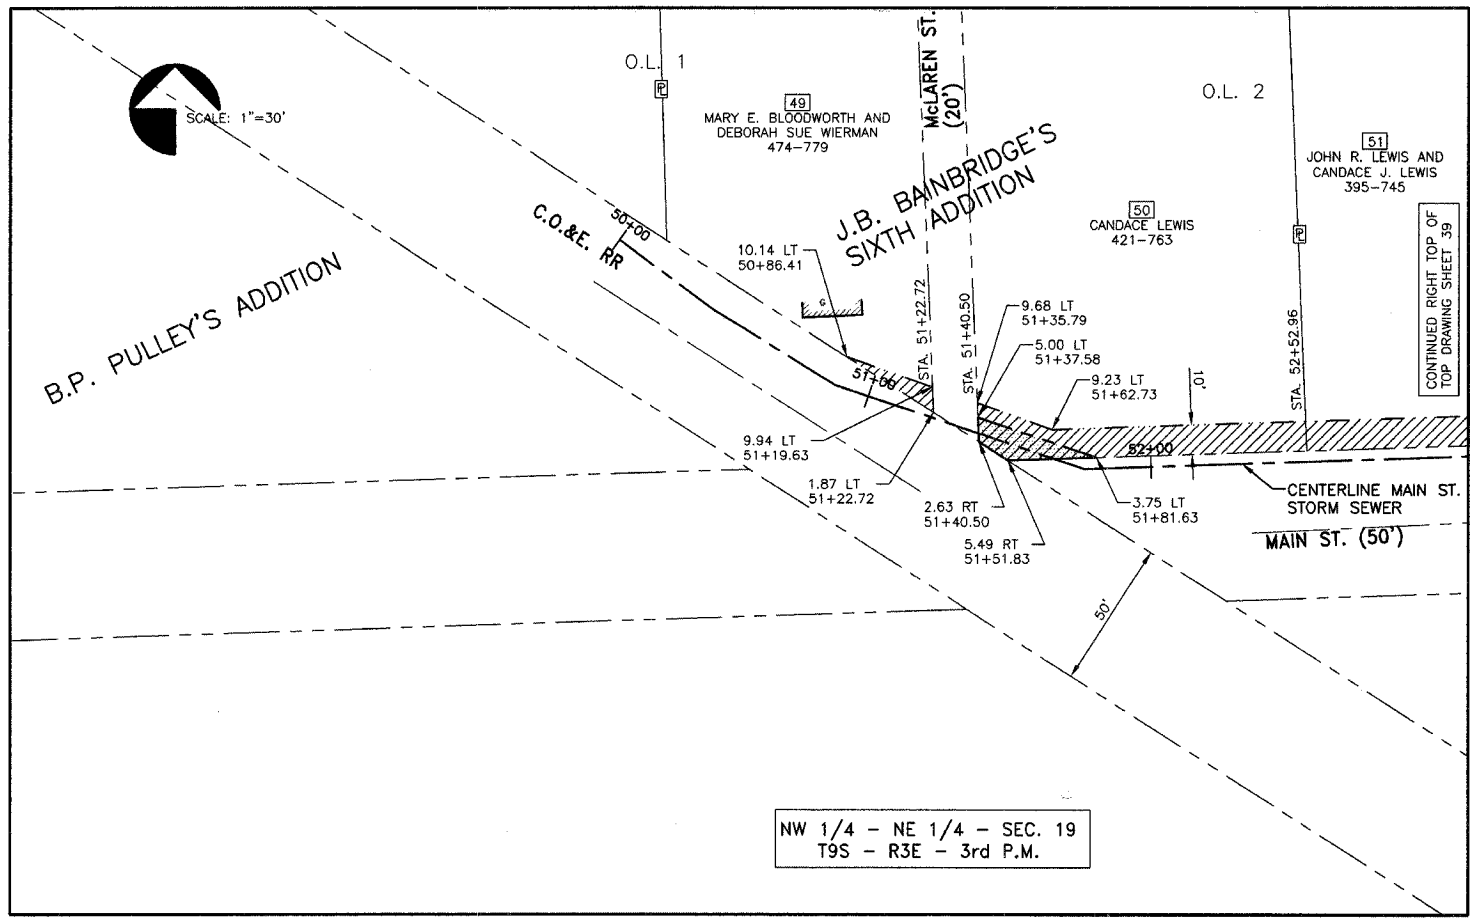 O.L. 1
PL
SCALE: 1"=30'
49
MARY E. BLOODWORTH AND
DEBORAH SUE WIERMAN
474-779
McLAREN ST.
(20')
O.L. 2
51
JOHN R. LEWIS AND
CANDACE J. LEWIS
395-745
J.B. BAINBRIDGE'S
SIXTH ADDITION
50
CANDACE LEWIS
421-763
PL
CONTINUED RIGHT TOP OF
TOP DRAWING SHEET 39
50+00
C.O.&E. RR
10.14 LT
50+86.41
B.P. PULLEY'S ADDITION
G
STA. 51+22.72
STA. 51+40.50
9.68 LT
51+35.79
5.00 LT
51+37.58
9.23 LT
51+62.73
10'
STA. 52+52.96
51+00
9.94 LT
51+19.63
52+00
1.87 LT
51+22.72
2.63 RT
51+40.50
5.49 RT
51+51.83
3.75 LT
51+81.63
CENTERLINE MAIN ST.
STORM SEWER
MAIN ST. (50')
50'
NW 1/4 - NE 1/4 - SEC. 19
T9S - R3E - 3rd P.M.